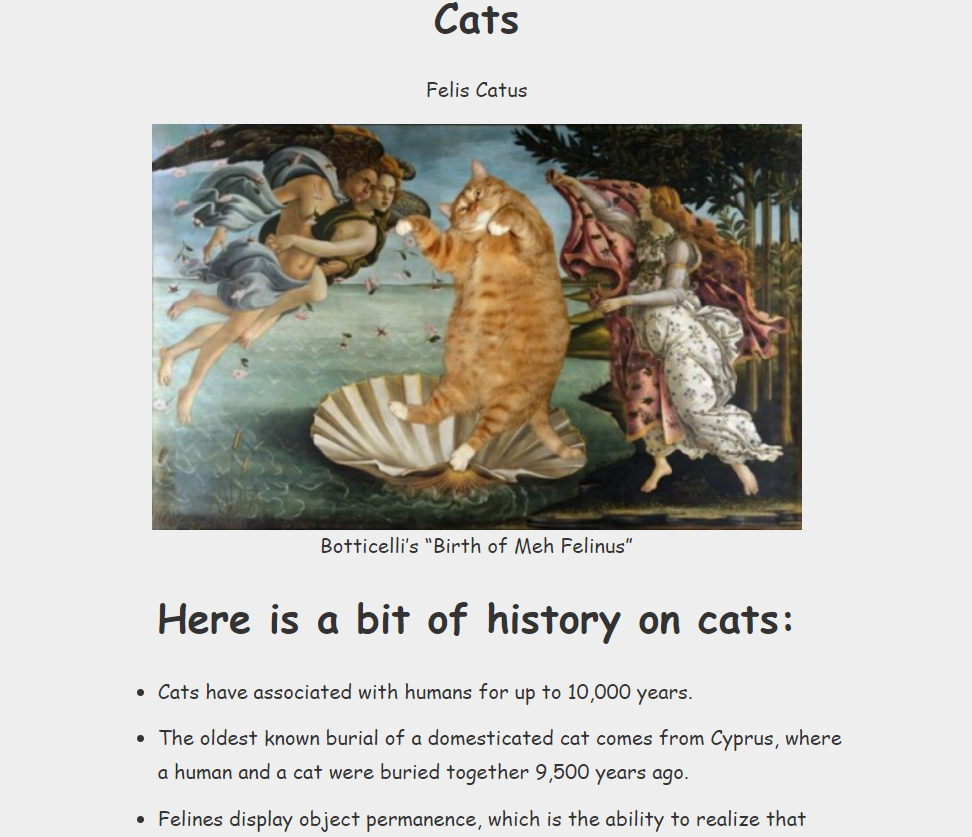 Cats
Felis Catus
Botticelli's “Birth of Meh Felinus”
Here is a bit of history on cats:
• Cats have associated with humans for up to 10,000 years.
• The oldest known burial of a domesticated cat comes from Cyprus, where
a human and a cat were buried together 9,500 years ago.
• Felines display object permanence, which is the ability to realize that